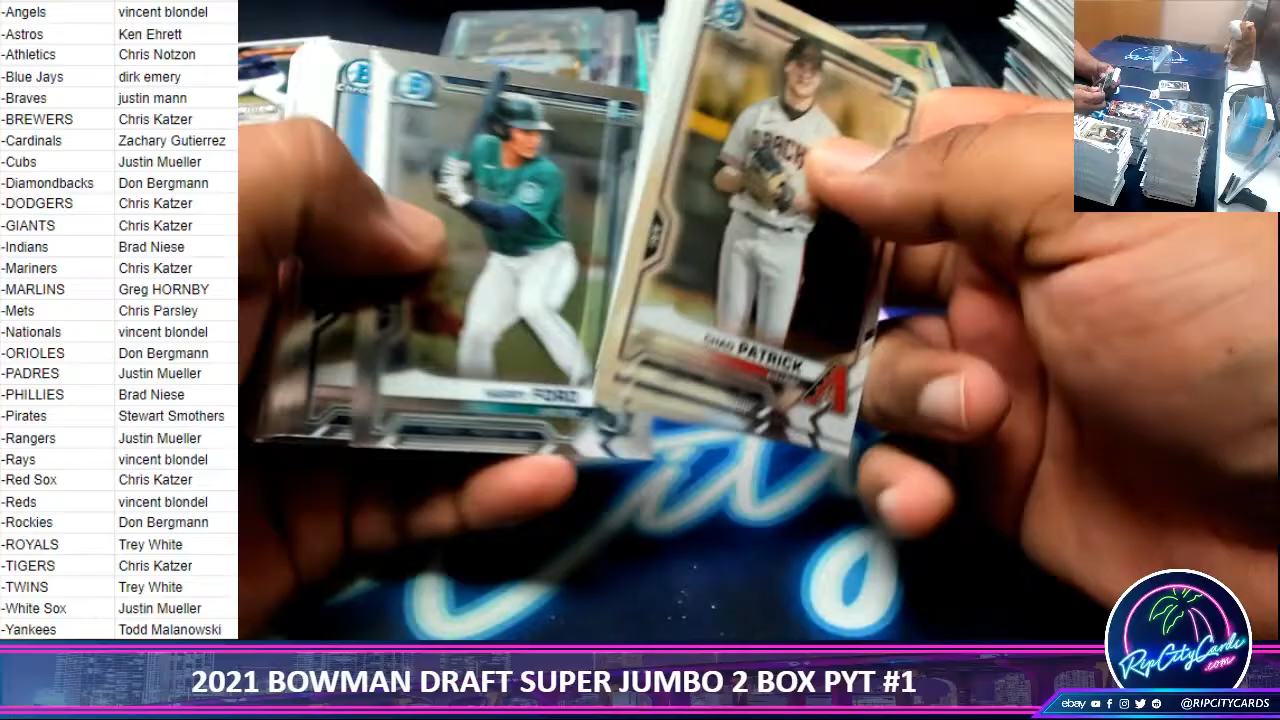 -Angels vincent blondel
-Astros Ken Ehrett
-Athletics Chris Notzon
-Blue Jays dirk emery
-Braves justin mann
-BREWERS Chris Katzer
-Cardinals Zachary Gutierrez
-Cubs Justin Mueller
-Diamondbacks Don Bergmann
-DODGERS Chris Katzer
-GIANTS Chris Katzer
-Indians Brad Niese
-Mariners Chris Katzer
-MARLINS Greg HORNBY
-Mets Chris Parsley
-Nationals vincent blondel
-ORIOLES Don Bergmann
-PADRES Justin Mueller
-PHILLIES Brad Niese
-Pirates Stewart Smothers
-Rangers Justin Mueller
-Rays vincent blondel
-Red Sox Chris Katzer
-Reds vincent blondel
-Rockies Don Bergmann
-ROYALS Trey White
-TIGERS Chris Katzer
-TWINS Trey White
-White Sox Justin Mueller
-Yankees Todd Malanowski
FORD
CHAD PATRICK
RipCityCards
.com
2021 BOWMAN DRAFT SUPER JUMBO 2 BOX PYT #1
ebay @RIPCITYCARDS